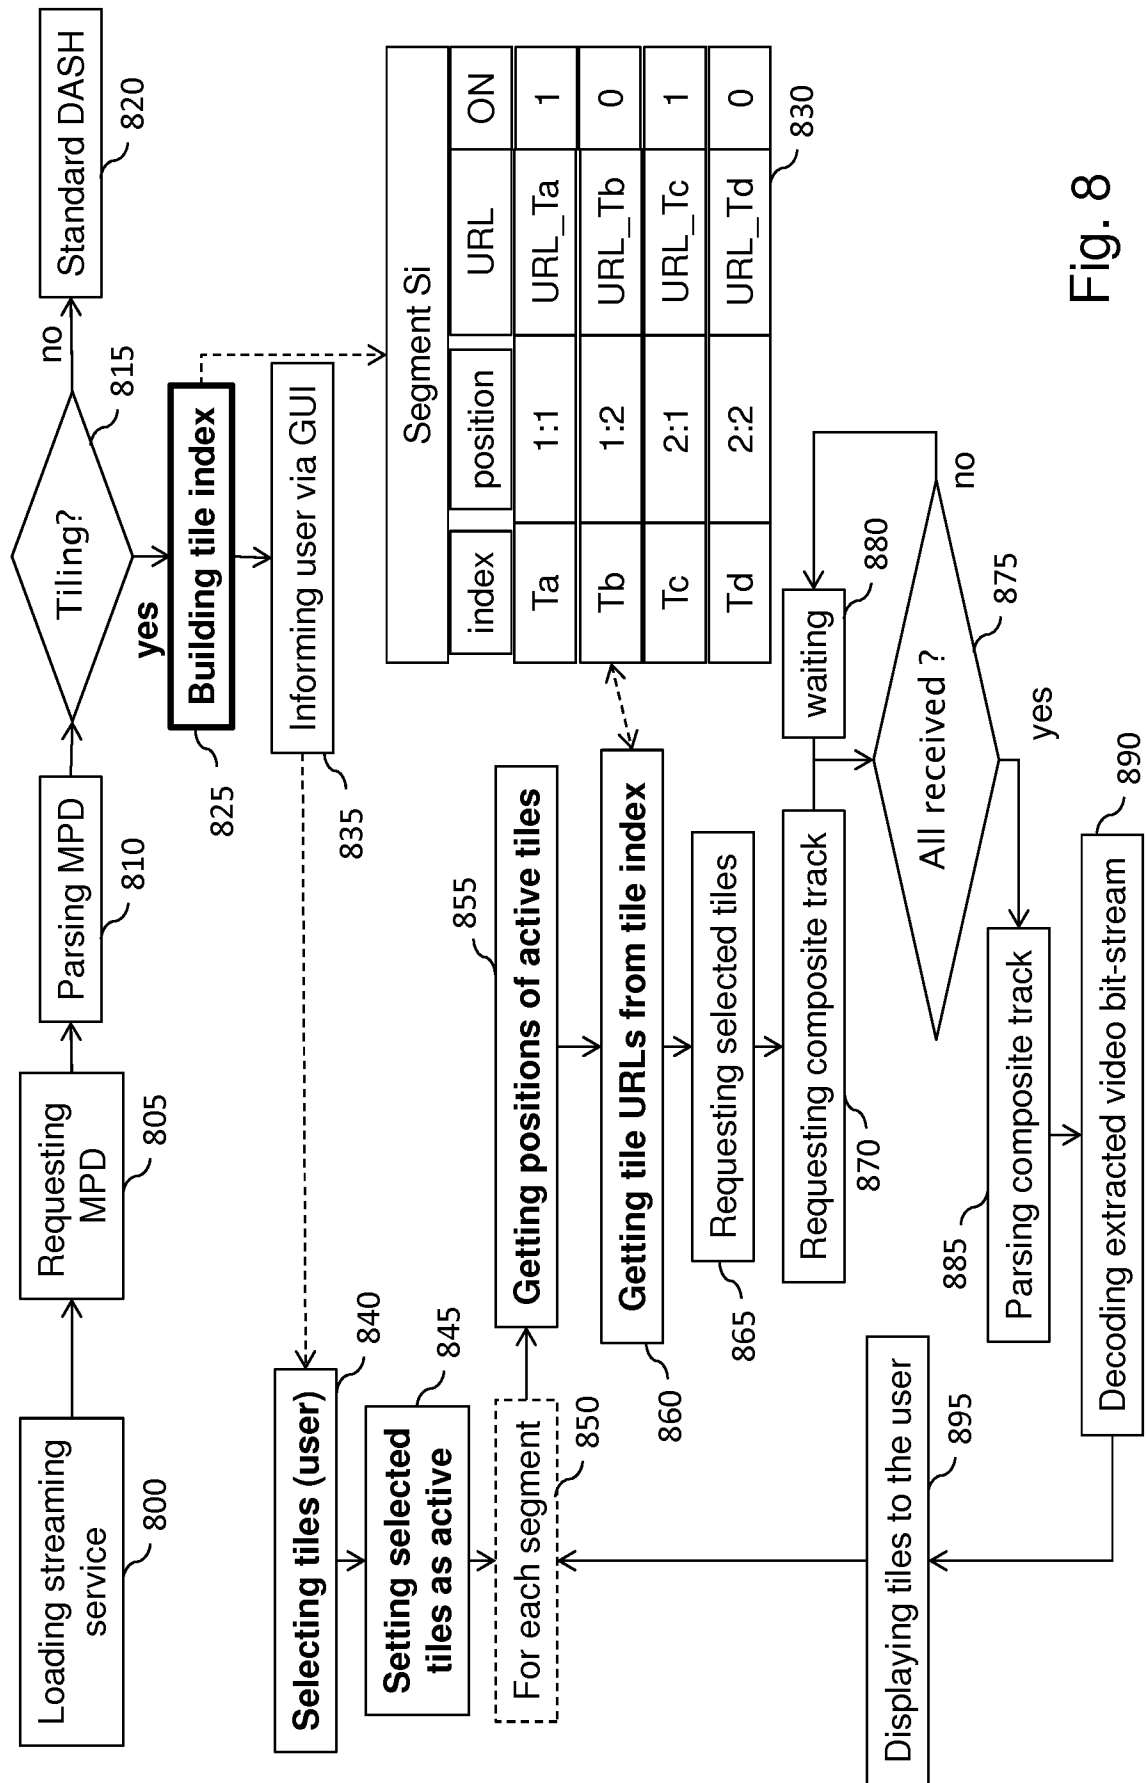 Loading streaming
service
800
Requesting
MPD
805
Parsing MPD
810
Tiling?
815
no
Standard DASH
820
yes
Building tile index
825
Informing user via GUI
835
Segment Si
index position URL ON
Ta 1:1 URL_Ta 1
Tb 1:2 URL_Tb 0
Tc 2:1 URL_Tc 1
Td 2:2 URL_Td 0
830
Selecting tiles (user)
840
Setting selected
tiles as active
845
For each segment
850
Getting positions of active tiles
855
Getting tile URLs from tile index
860
Requesting selected tiles
865
Requesting composite track
870
All received ?
875
no
waiting
880
yes
Parsing composite track
885
Decoding extracted video bit-stream
890
Displaying tiles to the user
895
Fig. 8